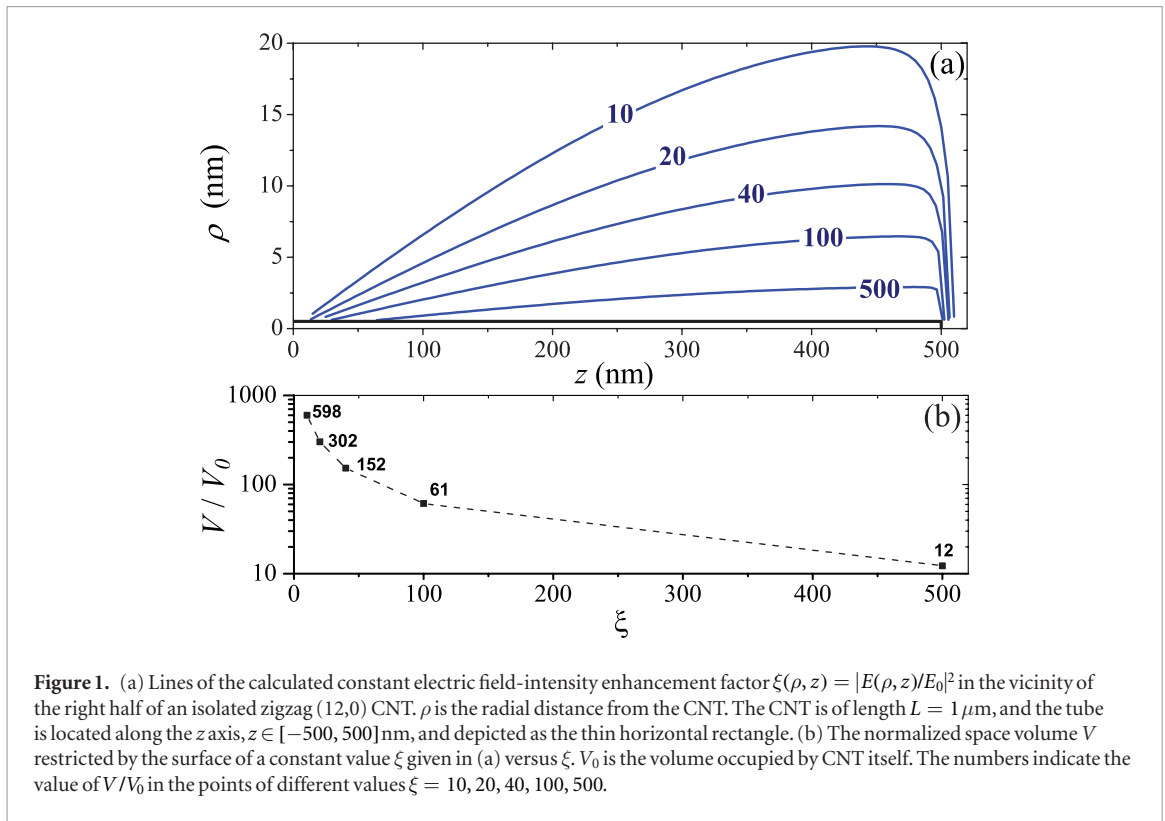 20
(a)
15
10
5
0
ρ (nm)
10
20
40
100
500
0 100 200 300 400 500
z (nm)
1000
(b)
100
10
V / V0
598
302
152
61
12
0 100 200 300 400 500
ξ
Figure 1. (a) Lines of the calculated constant electric field-intensity enhancement factor ξ(ρ, z) = |E(ρ, z)/E0|² in the vicinity of
the right half of an isolated zigzag (12,0) CNT. ρ is the radial distance from the CNT. The CNT is of length L = 1 μm, and the tube
is located along the z axis, z ∈ [−500, 500] nm, and depicted as the thin horizontal rectangle. (b) The normalized space volume V
restricted by the surface of a constant value ξ given in (a) versus ξ. V0 is the volume occupied by CNT itself. The numbers indicate the
value of V/V0 in the points of different values ξ = 10, 20, 40, 100, 500.